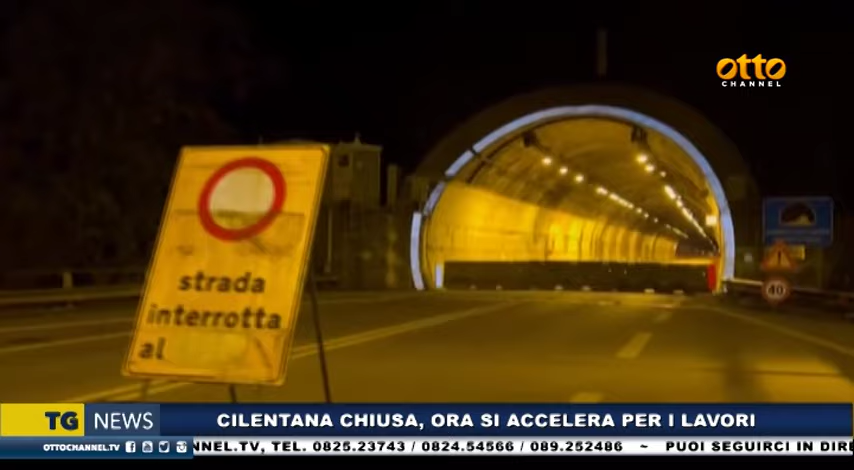 otto
CHANNEL
strada
interrotta
al
40
TG NEWS
CILENTANA CHIUSA, ORA SI ACCELERA PER I LAVORI
OTTOCHANNEL.TV
NNEL.TV, TEL. 0825.23743 / 0824.54566 / 089.252486 ~ PUOI SEGUIRCI IN DIRE